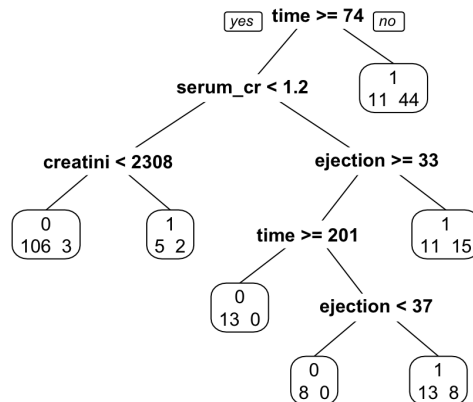 yes time >= 74 no
serum_cr < 1.2
1
11 44
creatini < 2308
ejection >= 33
0
106 3
1
5 2
time >= 201
1
11 15
0
13 0
ejection < 37
0
8 0
1
13 8